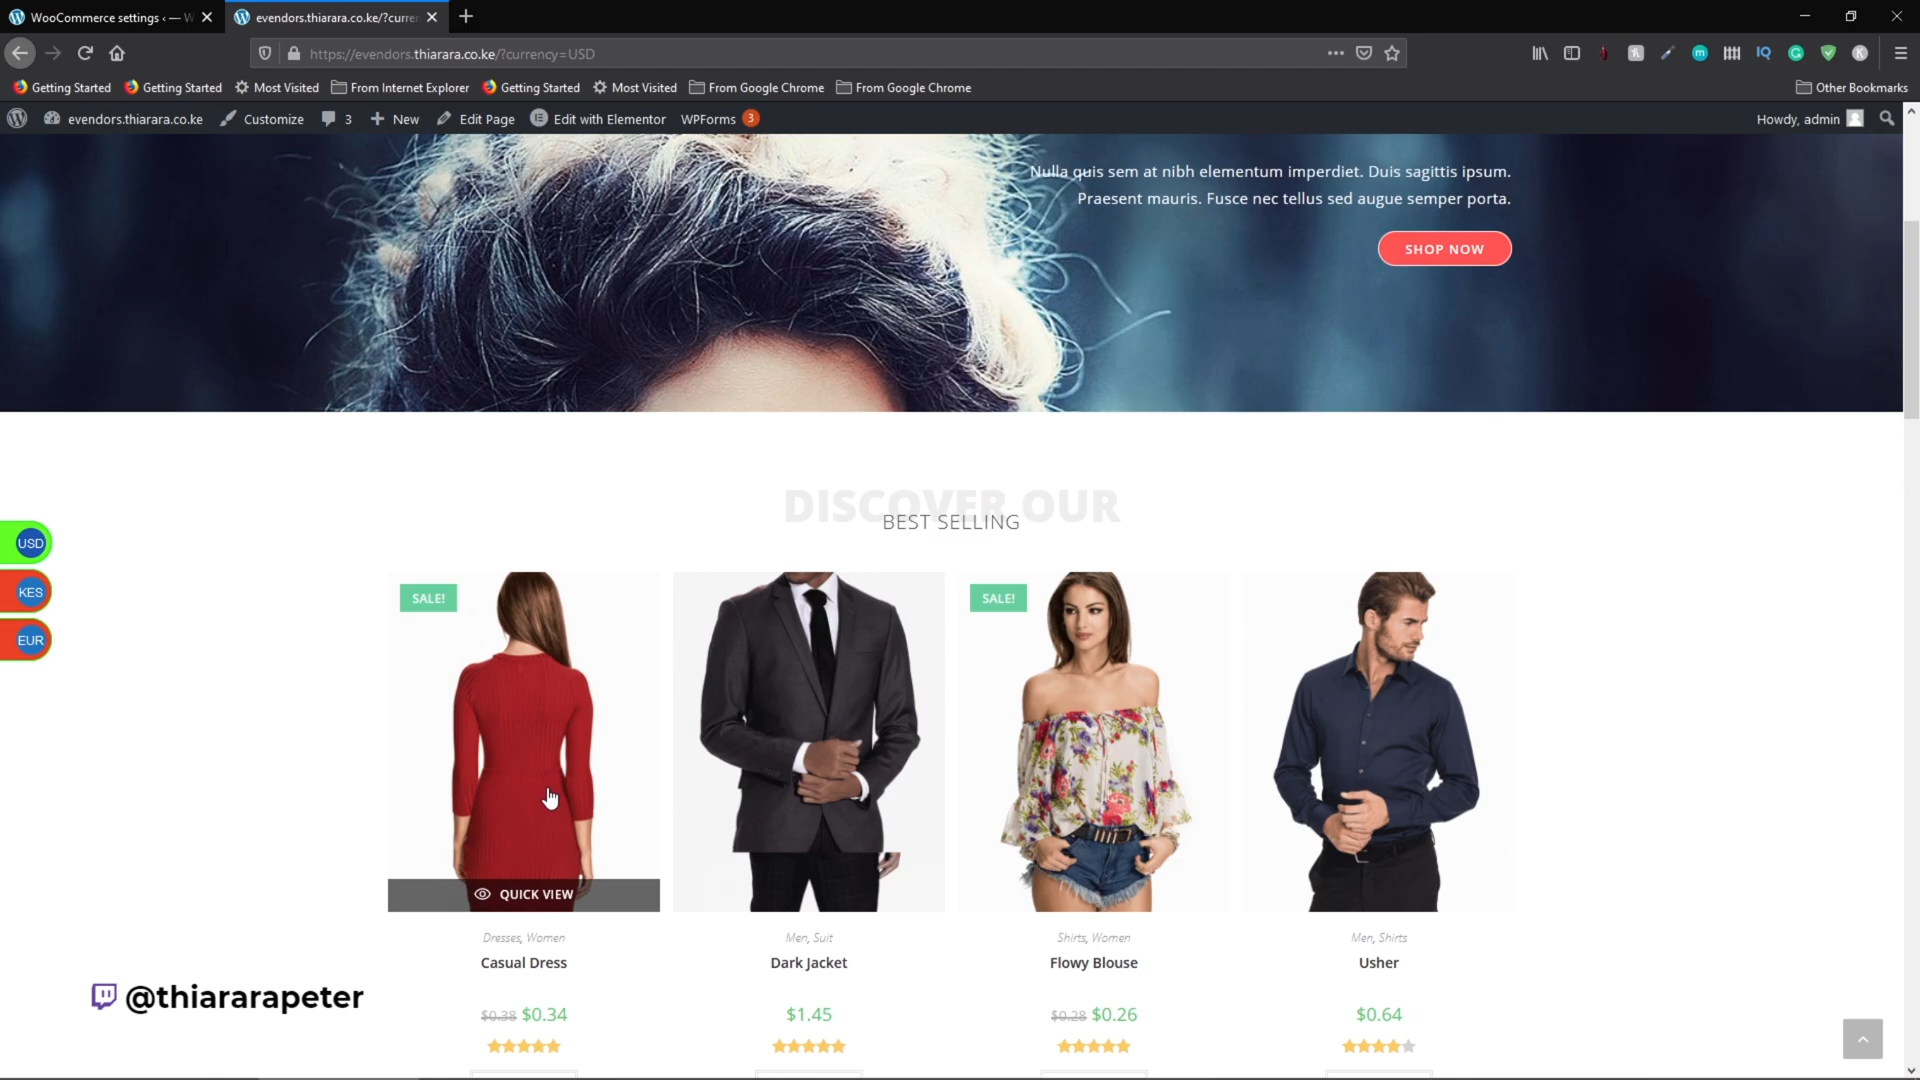 WooCommerce settings ‹ — W
evendors.thiarara.co.ke/?curre
https://evendors.thiarara.co.ke/?currency=USD
Getting Started
Getting Started
Most Visited
From Internet Explorer
Getting Started
Most Visited
From Google Chrome
From Google Chrome
Other Bookmarks
evendors.thiarara.co.ke
Customize
3
New
Edit Page
Edit with Elementor
WPForms 3
Howdy, admin
Nulla quis sem at nibh elementum imperdiet. Duis sagittis ipsum.
Praesent mauris. Fusce nec tellus sed augue semper porta.
SHOP NOW
DISCOVER OUR
BEST SELLING
USD
KES
EUR
SALE!
SALE!
QUICK VIEW
Dresses, Women
Men, Suit
Shirts, Women
Men, Shirts
Casual Dress
Dark Jacket
Flowy Blouse
Usher
@thiararapeter
$0.38 $0.34
$1.45
$0.28 $0.26
$0.64